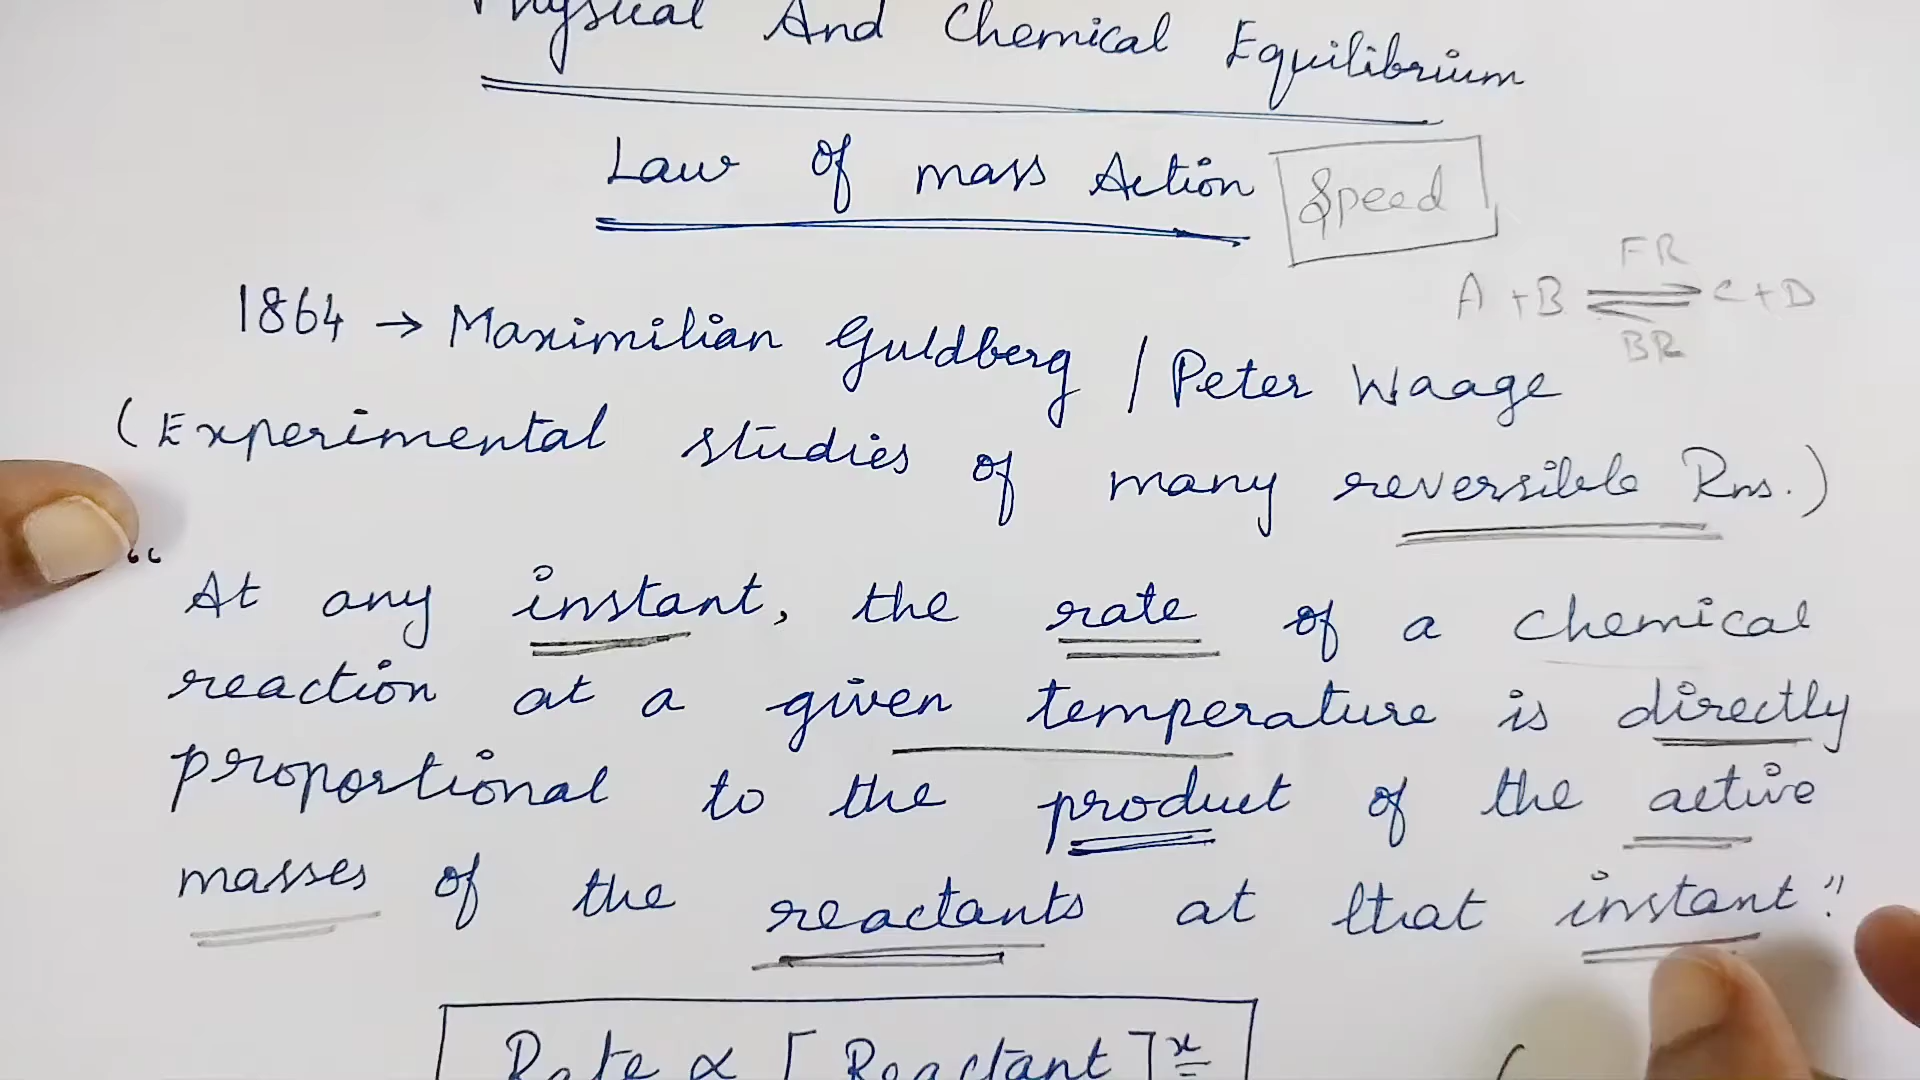 Physical And Chemical Equilibrium
Law Of mass Action
Speed
FR
A + B ⇌ C + D
BR
1864 → Maximilian Guldberg / Peter Waage
(Experimental studies of many reversible Rns.)
“At any instant, the rate of a chemical
reaction at a given temperature is directly
proportional to the product of the active
masses of the reactants at that instant”
Rate ∝ [Reactant]ˣ